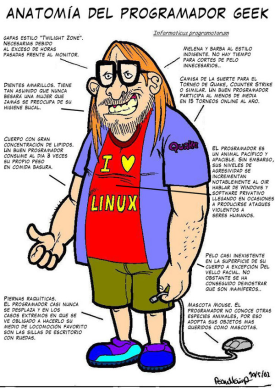 ANATOMÍA DEL PROGRAMADOR GEEK
Informaticus programatorum
GAFAS ESTILO "TWILIGHT ZONE".
NECESARIAS DEBIDO
AL EXCESO DE HORAS
PASADAS FRENTE AL MONITOR.
MELENA Y BARBA AL ESTILO
INDIGENTE. NO HAY TIEMPO
PARA CORTES DE PELO
INNECESARIOS..
CAMISA DE LA SUERTE PARA EL
TORNEO DE QUAKE, COUNTER STRIKE
O SIMILAR. UN BUEN PROGRAMADOR
PARTICIPA AL MENOS DE MEDIA
EN 15 TORNEOS ONLINE AL AÑO.
DIENTES AMARILLOS. TIENE
TAN ASUMIDO QUE NUNCA
BESARÁ UNA MUJER QUE
JAMÁS SE PREOCUPA DE SU
HIGIENE BUCAL.
CUERPO CON GRAN
CONCENTRACIÓN DE LÍPIDOS.
UN BUEN PROGRAMADOR
CONSUME AL DÍA 3 VECES
SU PROPIO PESO
EN COMIDA BASURA.
I
LINUX
Quake
EL PROGRAMADOR ES
UN ANIMAL PACÍFICO Y
APACIBLE. SIN EMBARGO,
SUS NIVELES DE
AGRESIVIDAD SE
INCREMENTAN
NOTABLEMENTE AL OIR
HABLAR DE WINDOWS Y
SOFTWARE PRIVATIVO
LLEGANDO EN OCASIONES
A PRODUCIRSE ATAQUES
VIOLENTOS A
SERES HUMANOS.
PELO CASI INEXISTENTE
EN LA SUPERFICIE DE SU
CUERPO A EXCEPCIÓN DEL
VELLO FACIAL. NO
OBSTANTE SE HA
CONSEGUIDO DEMOSTRAR
QUE SON MAMÍFEROS..
PIERNAS RAQUÍTICAS.
EL PROGRAMADOR CASI NUNCA
SE DESPLAZA Y EN LOS
CASOS EXTREMOS EN QUE SE
VE OBLIGADO A HACERLO SU
MEDIO DE LOCOMOCIÓN FAVORITO
SON LAS SILLAS DE ESCRITORIO
CON RUEDAS.
MASCOTA MOUSE. EL
PROGRAMADOR NO CONOCE OTRAS
ESPECIES ANIMALES, POR ESO
ADOPTA SUS OBJETOS MÁS
QUERIDOS COMO MASCOTAS.